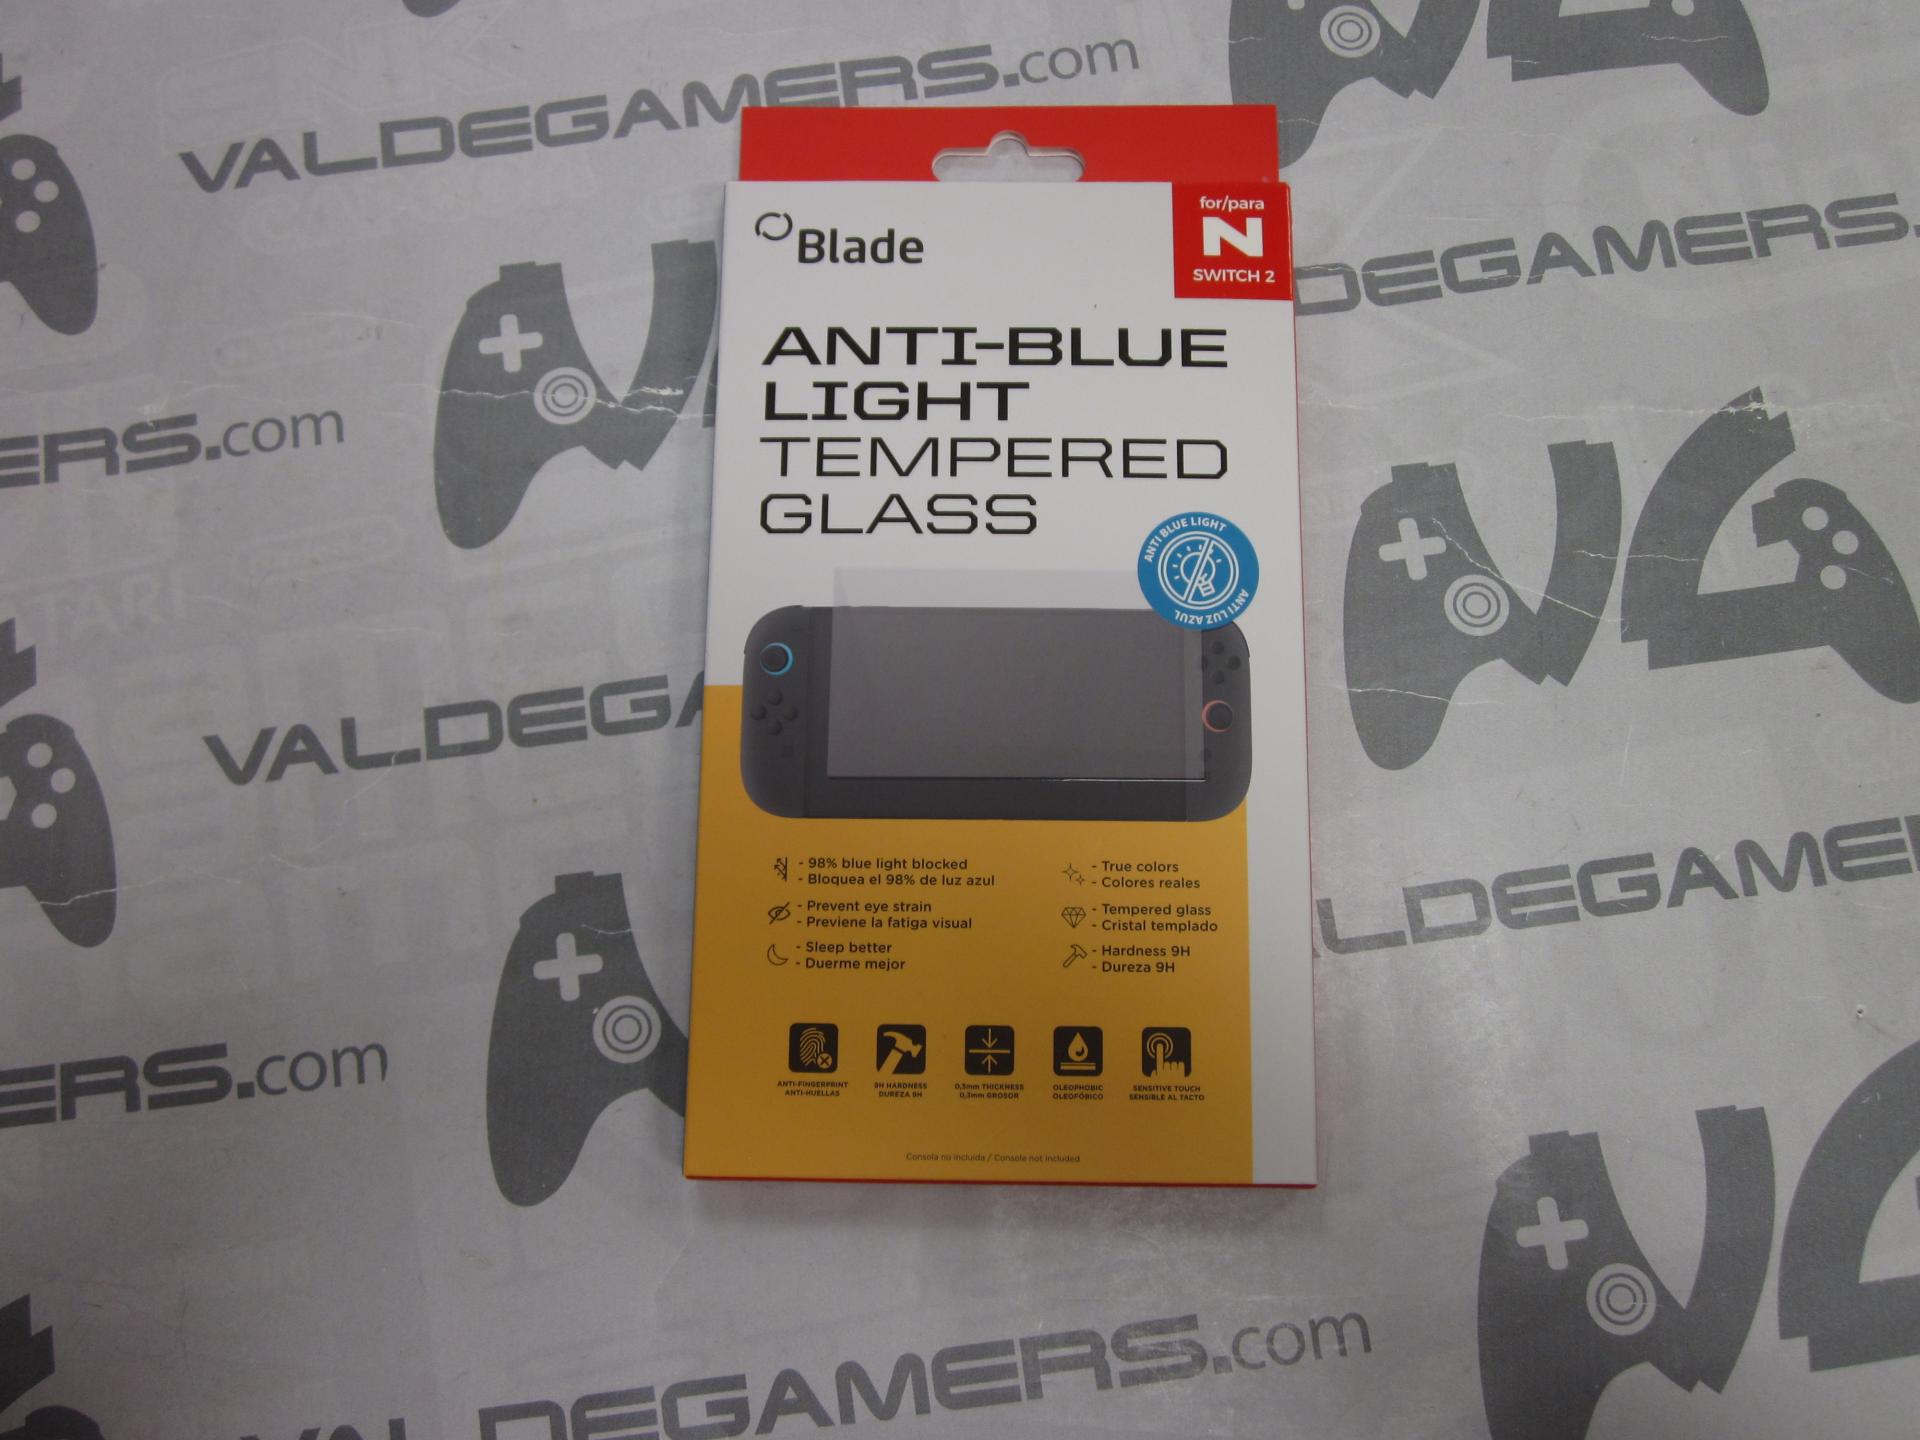 VALDEGAMERS.com
Blade
for/para
N
SWITCH 2
ANTI-BLUE
LIGHT
TEMPERED
GLASS
ANTI BLUE LIGHT
ANTI LUZ AZUL
- 98% blue light blocked
- Bloquea el 98% de luz azul
- Prevent eye strain
- Previene la fatiga visual
- Sleep better
- Duerme mejor
- True colors
- Colores reales
- Tempered glass
- Cristal templado
- Hardness 9H
- Dureza 9H
ANTI-FINGERPRINT
ANTI-HUELLAS
9H HARDNESS
DUREZA 9H
0,3mm THICKNESS
0,3mm GROSOR
OLEOPHOBIC
OLEOFÓBICO
SENSITIVE TOUCH
SENSIBLE AL TACTO
Consola no incluida / Console not included
DEGAMERS.
ERS.com
VALDEGA
LDEGAMERS
ERS.com
VALDEGAMERS.com
ATARI
CAPCOM